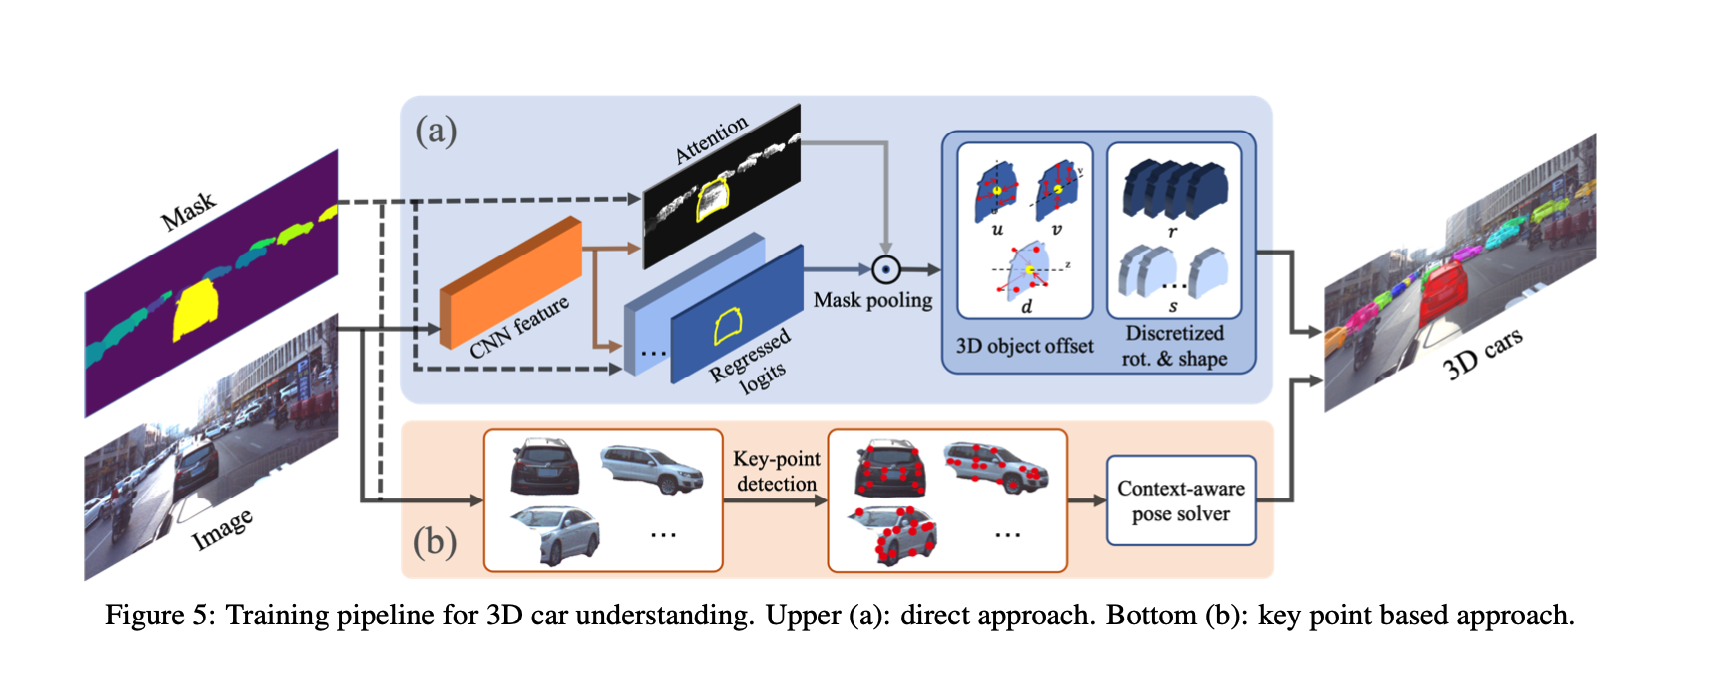 (a)
Mask
Image
Attention
CNN feature
Regressed
logits
Mask pooling
u
v
u
v
d
z
3D object offset
r
...
s
Discretized
rot. & shape
3D cars
(b)
...
Key-point
detection
...
Context-aware
pose solver
...
Figure 5: Training pipeline for 3D car understanding. Upper (a): direct approach. Bottom (b): key point based approach.